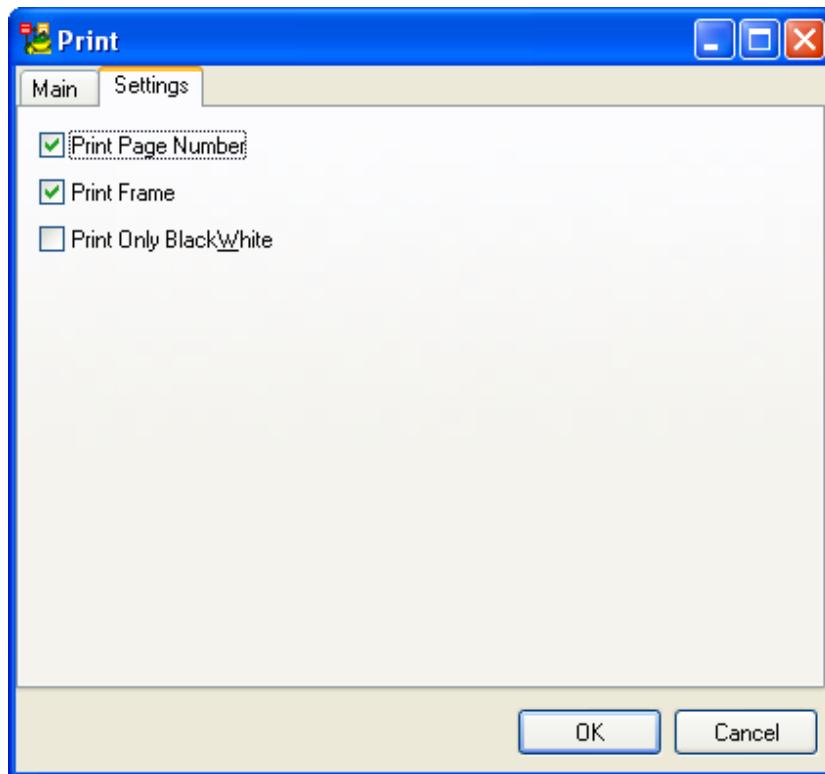 Print
Main Settings
Print Page Number
Print Frame
Print Only BlackWhite
OK Cancel